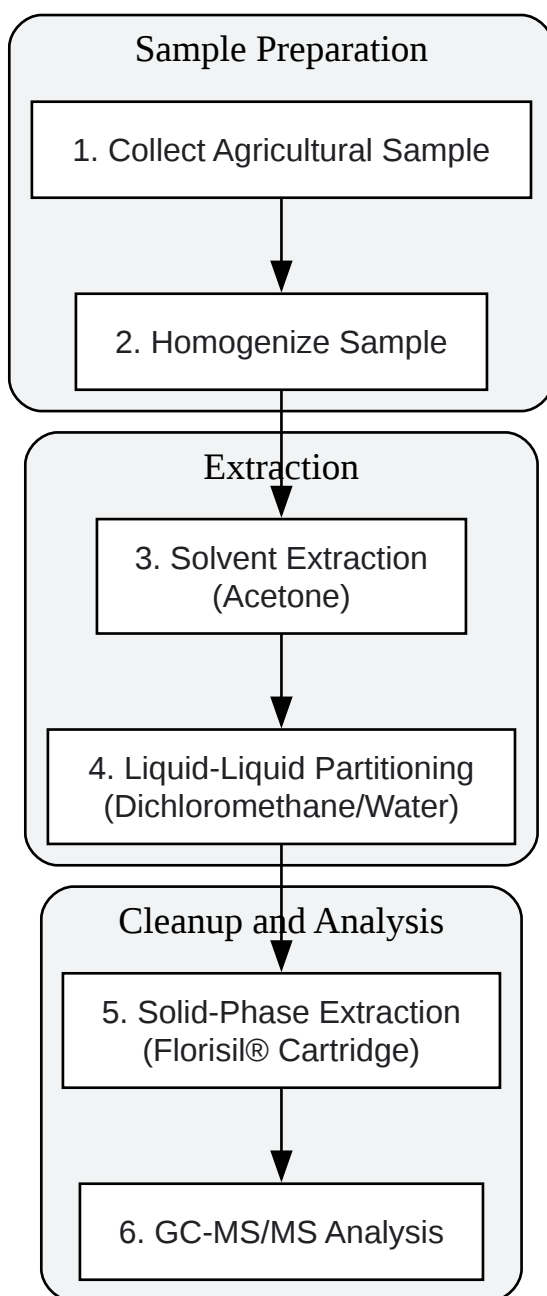 Sample Preparation
1. Collect Agricultural Sample
2. Homogenize Sample
Extraction
3. Solvent Extraction
(Acetone)
4. Liquid-Liquid Partitioning
(Dichloromethane/Water)
Cleanup and Analysis
5. Solid-Phase Extraction
(Florisil® Cartridge)
6. GC-MS/MS Analysis